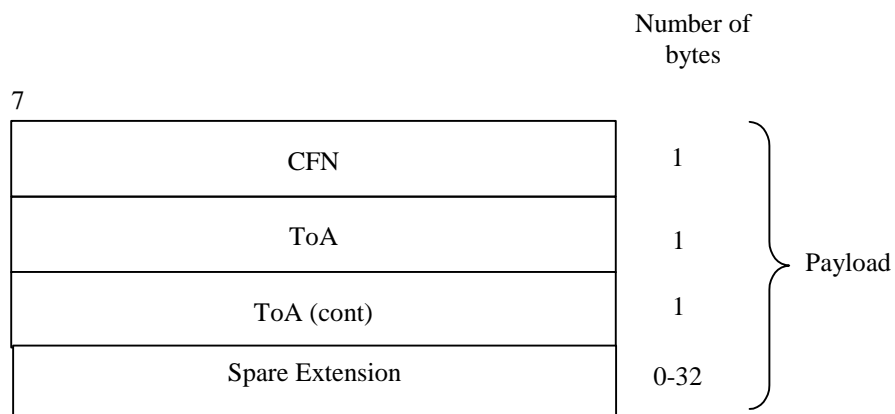 Number of
bytes
7
CFN 1
ToA 1
Payload
ToA (cont) 1
Spare Extension 0-32